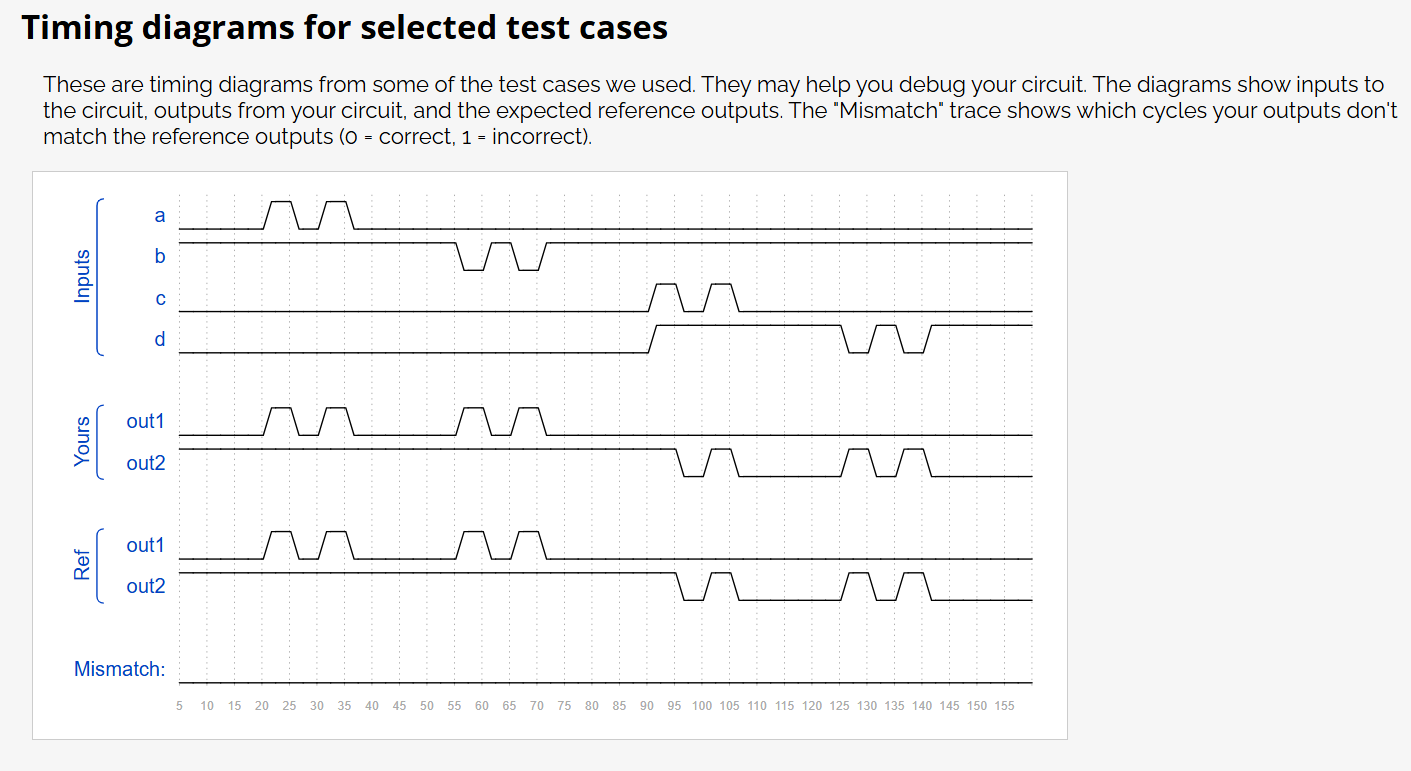 Timing diagrams for selected test cases
These are timing diagrams from some of the test cases we used. They may help you debug your circuit. The diagrams show inputs to
the circuit, outputs from your circuit, and the expected reference outputs. The "Mismatch" trace shows which cycles your outputs don't
match the reference outputs (0 = correct, 1 = incorrect).
Inputs
a
b
c
d
Yours
out1
out2
Ref
out1
out2
Mismatch:
5 10 15 20 25 30 35 40 45 50 55 60 65 70 75 80 85 90 95 100 105 110 115 120 125 130 135 140 145 150 155